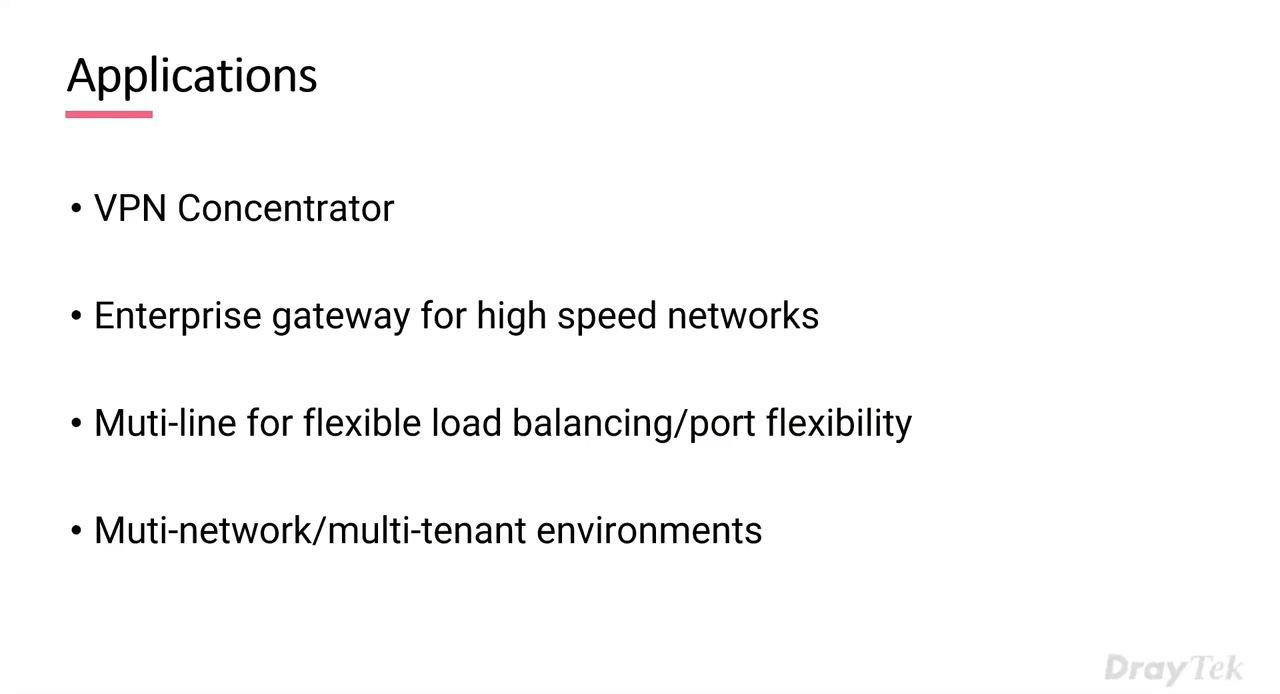 Applications
• VPN Concentrator
• Enterprise gateway for high speed networks
• Muti-line for flexible load balancing/port flexibility
• Muti-network/multi-tenant environments
DrayTek